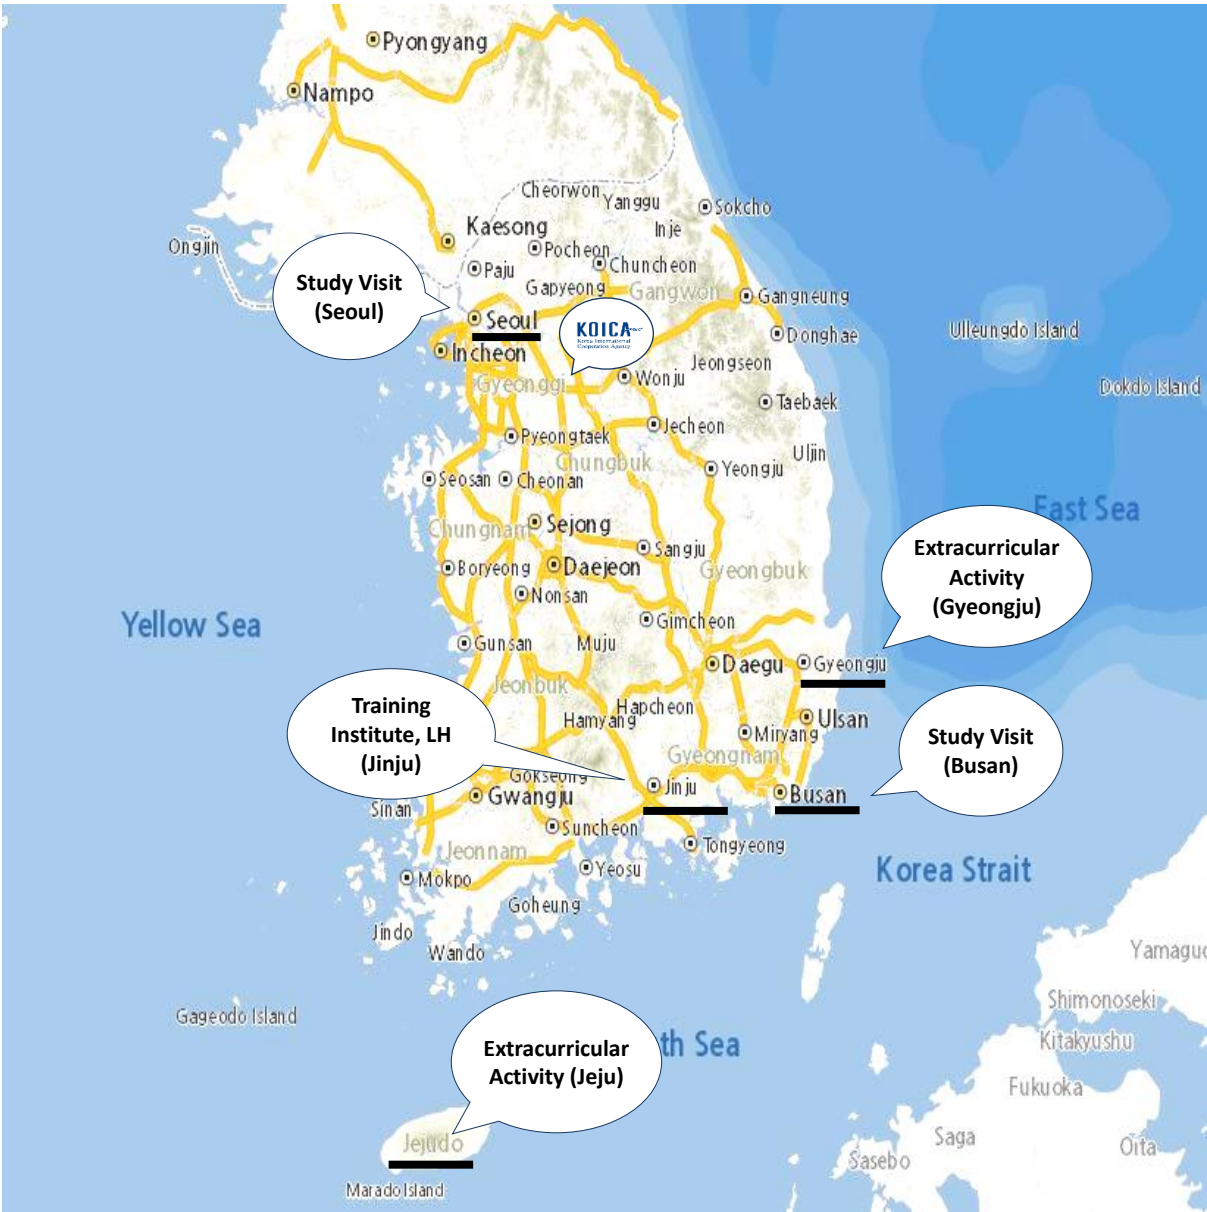 Pyongyang
Nampo
Cheorwon
Yanggu
Sokcho
Kaesong
Inje
Ongjin
Pocheon
Paju
Chuncheon
Study Visit
(Seoul)
Gapyeong
Gangwon
Gangneung
Seoul
KOICA
Korea International
Cooperation Agency
Donghae
Ulleungdo Island
Incheon
Jeongseon
Gyeonggi
Wonju
Dokdo Island
Taebaek
Jecheon
Pyeongtaek
Uljin
Chungbuk
Yeongju
Seosan
Cheonan
East Sea
Chungnam
Sejong
Sangju
Extracurricular
Activity
(Gyeongju)
Boryeong
Daejeon
Gyeongbuk
Nonsan
Yellow Sea
Gimcheon
Gunsan
Muju
Daegu
Gyeongju
Jeonbuk
Training
Institute, LH
(Jinju)
Hapcheon
Hamyang
Ulsan
Miryang
Study Visit
(Busan)
Gyeongnam
Gokseong
Jinju
Gwangju
Busan
Sinan
Suncheon
Tongyeong
Jeonnam
Yeosu
Korea Strait
Mokpo
Goheung
Jindo
Wando
Yamaguc
Shimonoseki
Gageodo Island
Kitakyushu
Extracurricular
Activity (Jeju)
th Sea
Fukuoka
Jejudo
Saga
Oita
Sasebo
Marado Island